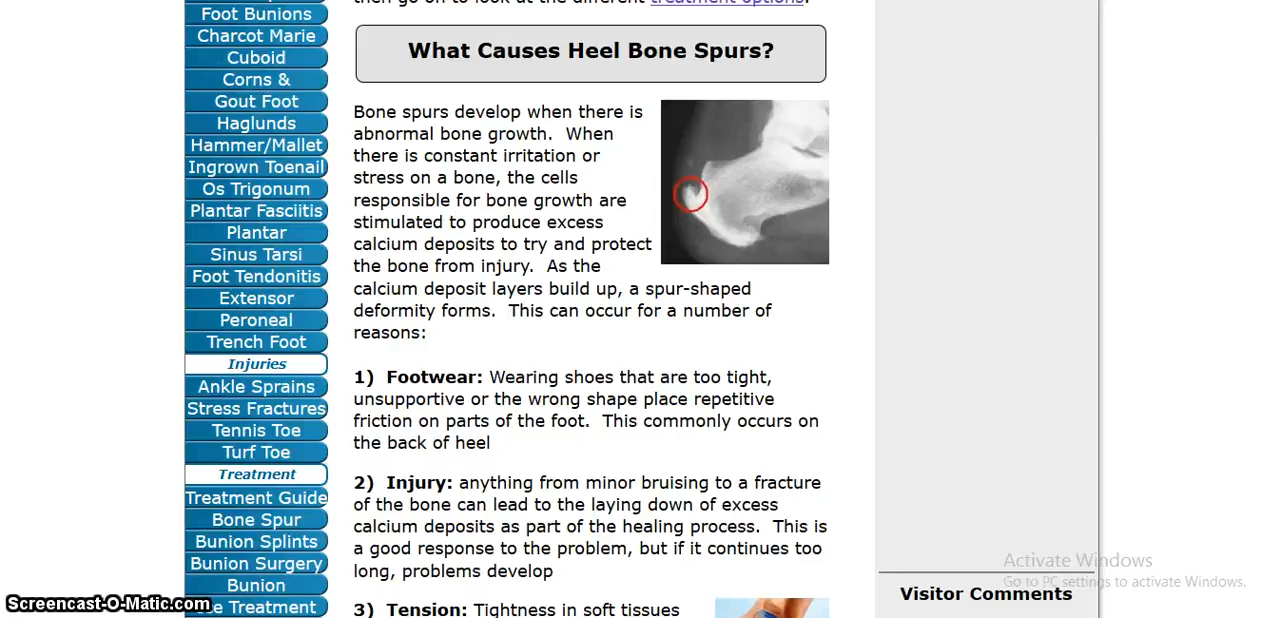 then go on to look at the different treatment options.
Foot Bunions
Charcot Marie
Cuboid
Corns &
Gout Foot
Haglunds
Hammer/Mallet
Ingrown Toenail
Os Trigonum
Plantar Fasciitis
Plantar
Sinus Tarsi
Foot Tendonitis
Extensor
Peroneal
Trench Foot
Injuries
Ankle Sprains
Stress Fractures
Tennis Toe
Turf Toe
Treatment
Treatment Guide
Bone Spur
Bunion Splints
Bunion Surgery
Bunion
Toe Treatment
What Causes Heel Bone Spurs?
Bone spurs develop when there is
abnormal bone growth.  When
there is constant irritation or
stress on a bone, the cells
responsible for bone growth are
stimulated to produce excess
calcium deposits to try and protect
the bone from injury.  As the
calcium deposit layers build up, a spur-shaped
deformity forms.  This can occur for a number of
reasons:
1)  Footwear: Wearing shoes that are too tight,
unsupportive or the wrong shape place repetitive
friction on parts of the foot.  This commonly occurs on
the back of heel
2)  Injury: anything from minor bruising to a fracture
of the bone can lead to the laying down of excess
calcium deposits as part of the healing process.  This is
a good response to the problem, but if it continues too
long, problems develop
3)  Tension: Tightness in soft tissues
Visitor Comments
Activate Windows
Go to PC settings to activate Windows.
Screencast-O-Matic.com